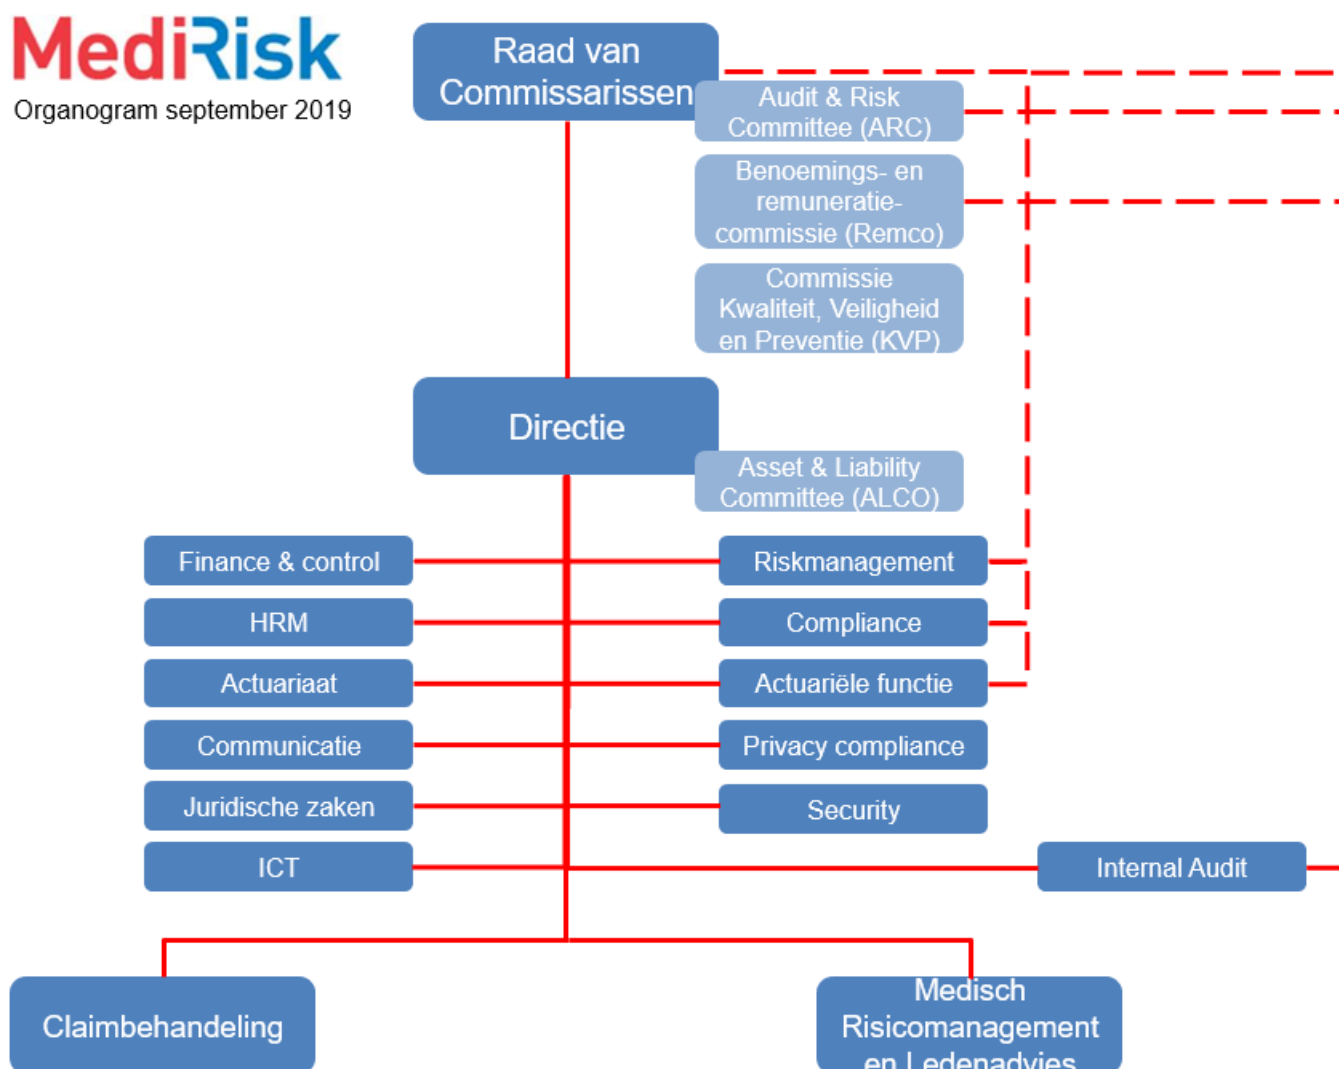 MediRisk
Organogram september 2019
Raad van
Commissarissen
Audit & Risk
Committee (ARC)
Benoemings- en
remuneratie-
commissie (Remco)
Commissie
Kwaliteit, Veiligheid
en Preventie (KVP)
Directie
Asset & Liability
Committee (ALCO)
Finance & control
Riskmanagement
HRM
Compliance
Actuariaat
Actuariële functie
Communicatie
Privacy compliance
Juridische zaken
Security
ICT
Internal Audit
Claimbehandeling
Medisch
Risicomanagement
en Ledenadvies